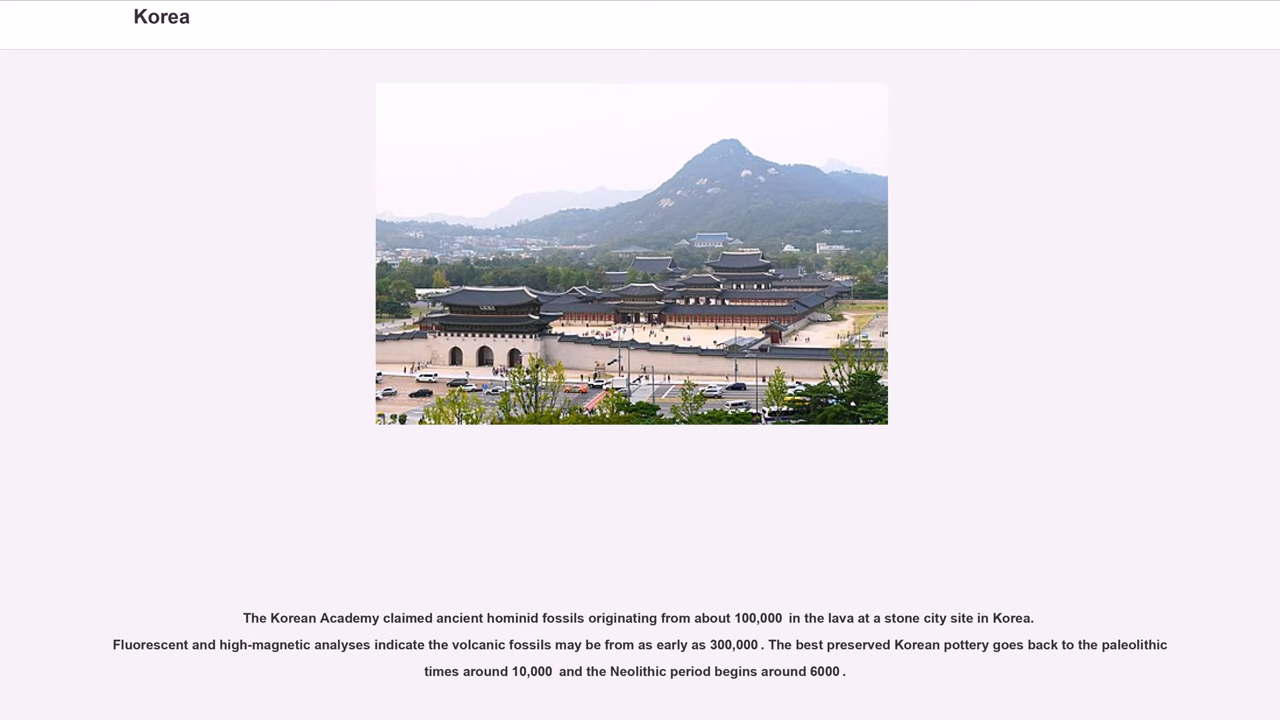 Korea
The Korean Academy claimed ancient hominid fossils originating from about 100,000 in the lava at a stone city site in Korea.
Fluorescent and high-magnetic analyses indicate the volcanic fossils may be from as early as 300,000 . The best preserved Korean pottery goes back to the paleolithic
times around 10,000 and the Neolithic period begins around 6000 .